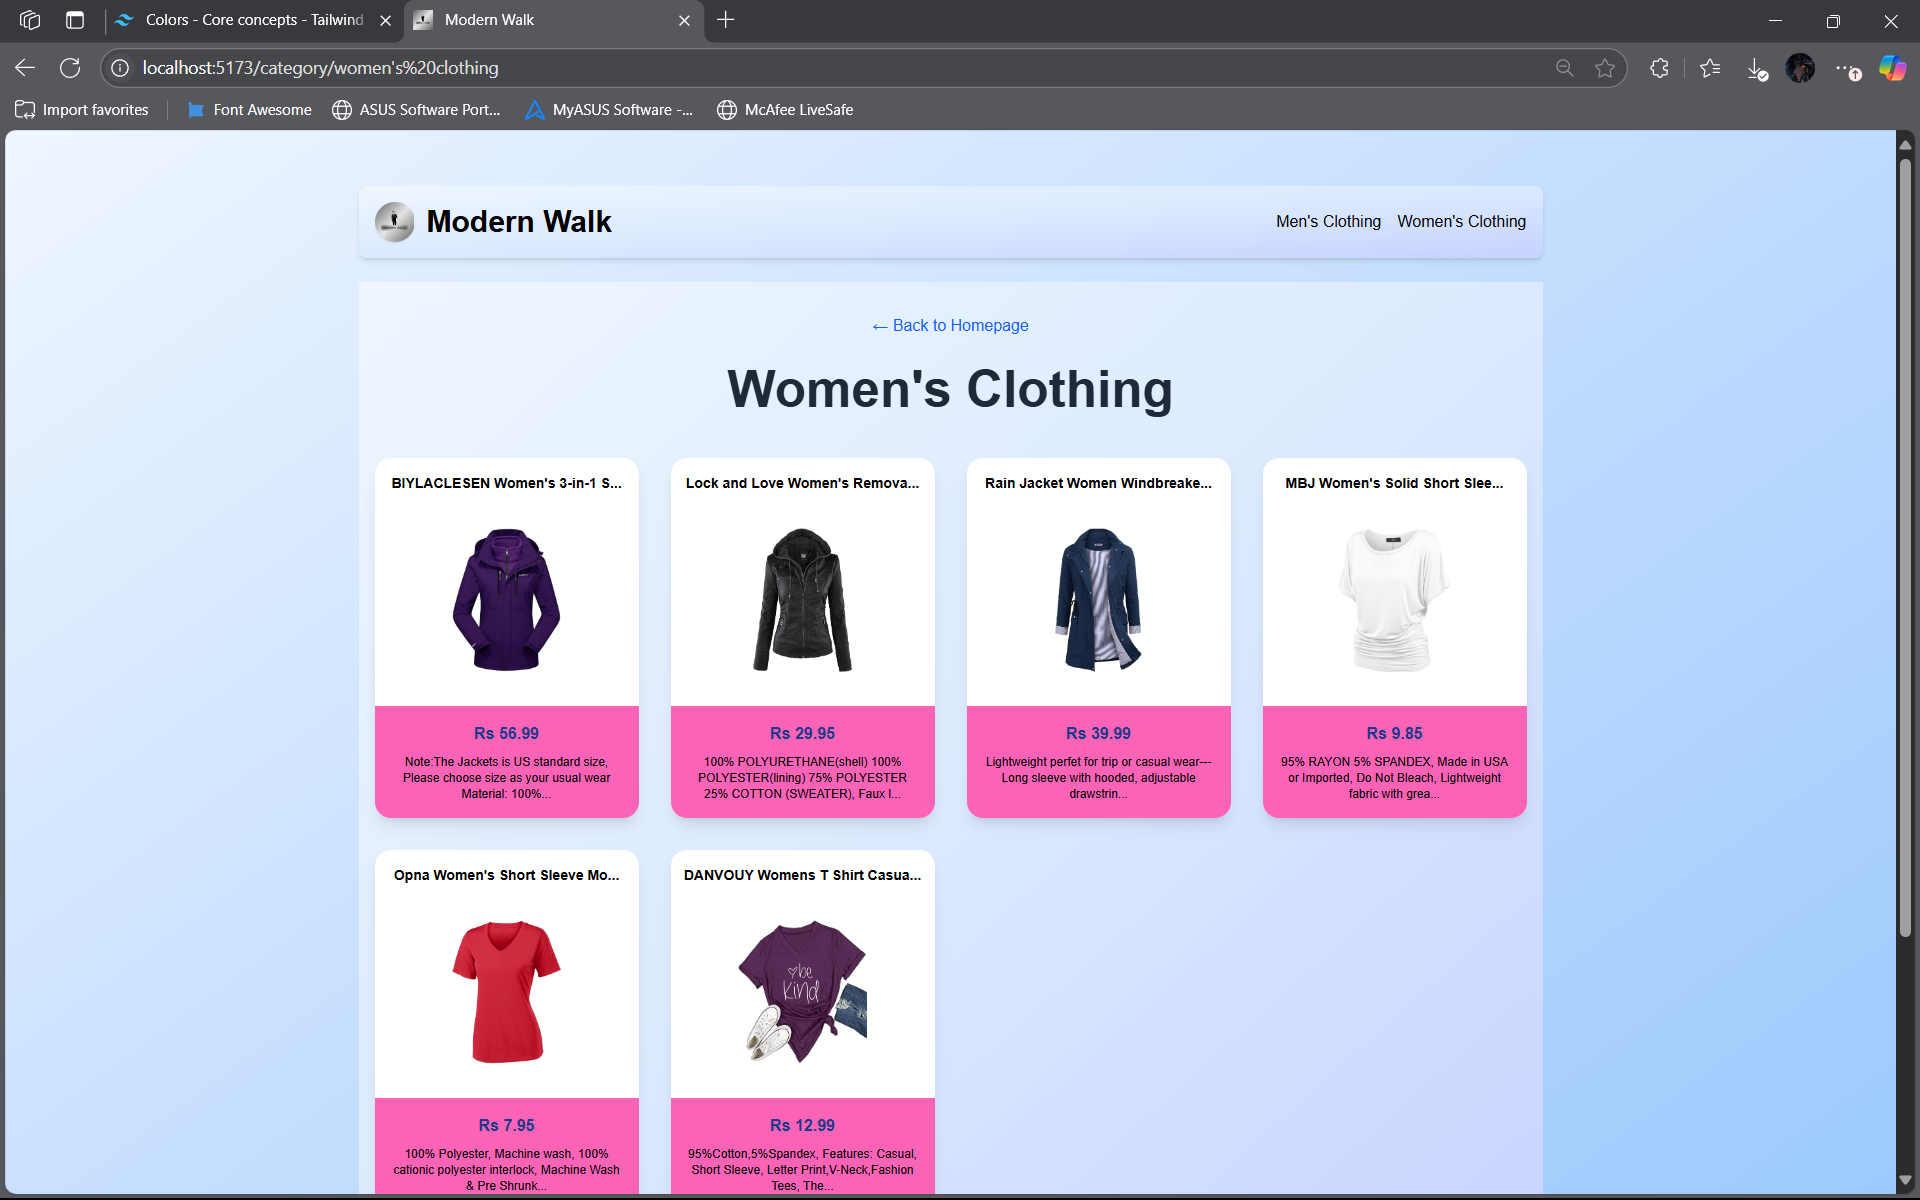 Colors - Core concepts - Tailwind
Modern Walk
localhost:5173/category/women's%20clothing
Import favorites
Font Awesome
ASUS Software Port...
MyASUS Software -...
McAfee LiveSafe
Modern Walk
Men's Clothing
Women's Clothing
← Back to Homepage
Women's Clothing
BIYLACLESEN Women's 3-in-1 S...
Rs 56.99
Note:The Jackets is US standard size,
Please choose size as your usual wear
Material: 100%...
Lock and Love Women's Remova...
Rs 29.95
100% POLYURETHANE(shell) 100%
POLYESTER(lining) 75% POLYESTER
25% COTTON (SWEATER), Faux l...
Rain Jacket Women Windbreake...
Rs 39.99
Lightweight perfet for trip or casual wear---
Long sleeve with hooded, adjustable
drawstrin...
MBJ Women's Solid Short Slee...
Rs 9.85
95% RAYON 5% SPANDEX, Made in USA
or Imported, Do Not Bleach, Lightweight
fabric with grea...
Opna Women's Short Sleeve Mo...
Rs 7.95
100% Polyester, Machine wash, 100%
cationic polyester interlock, Machine Wash
& Pre Shrunk...
DANVOUY Womens T Shirt Casua...
be
kind
Rs 12.99
95%Cotton,5%Spandex, Features: Casual,
Short Sleeve, Letter Print,V-Neck,Fashion
Tees, The...